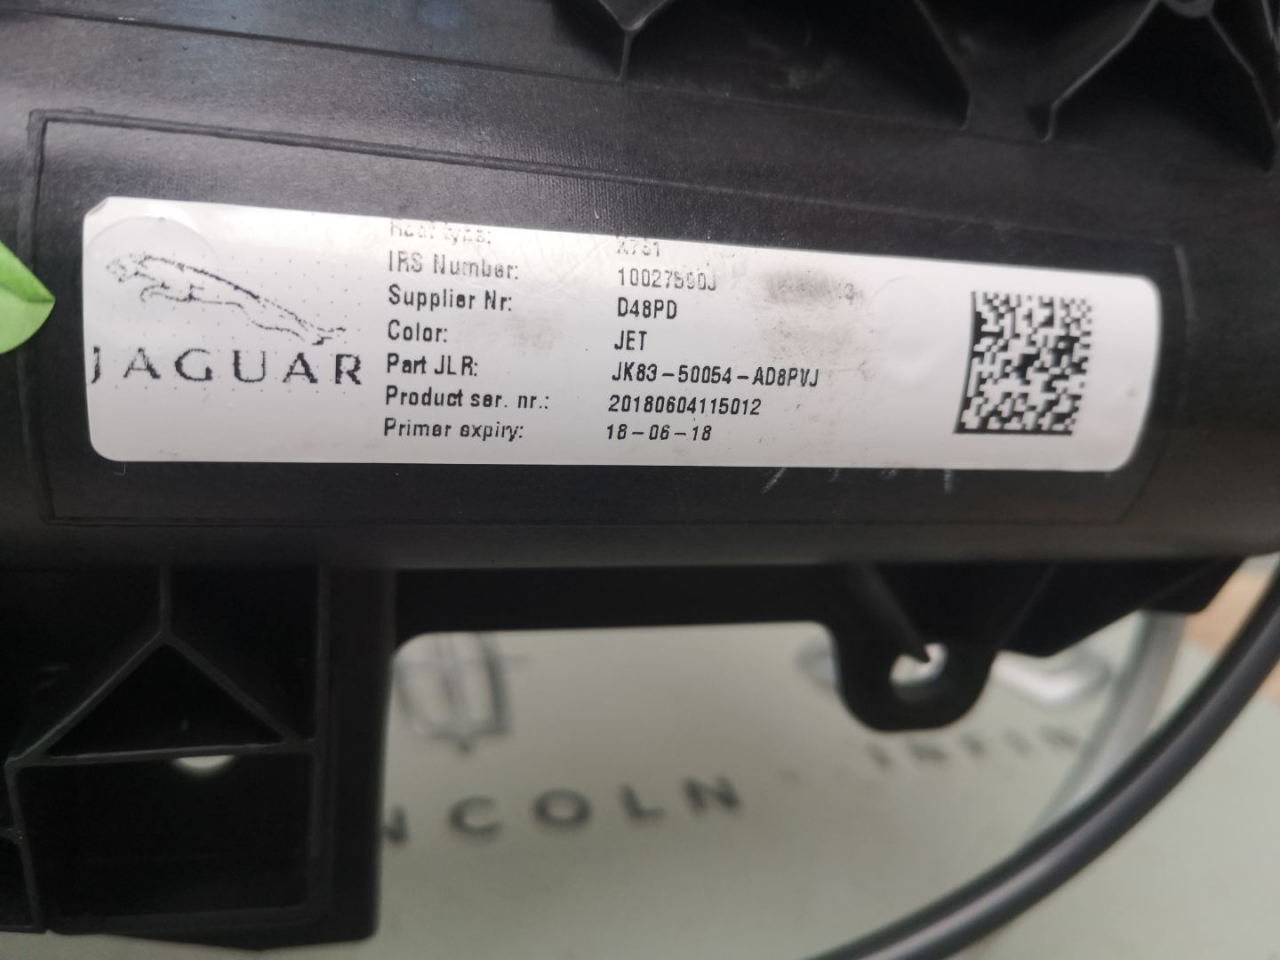 JAGUAR
IRS Number:
Supplier Nr: D48PD
Color: JET
Part JLR: JK83-50054-AD8PVJ
Product ser. nr.: 20180604115012
Primer expiry: 18-06-18
NCOLN
INFIN